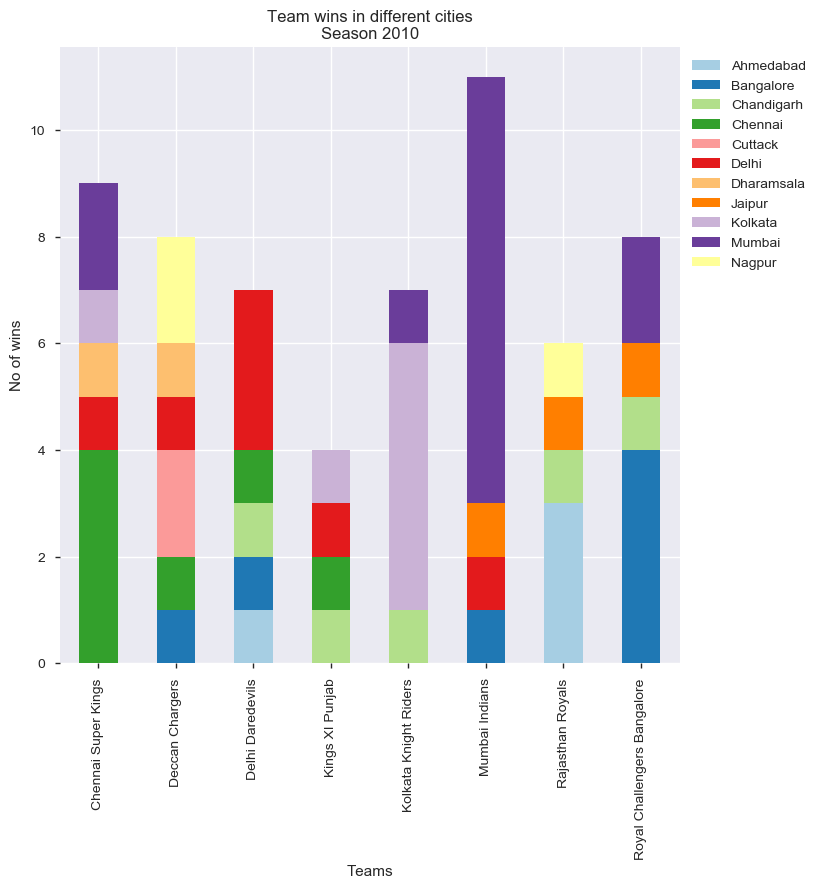 Team wins in different cities
Season 2010
Ahmedabad
Bangalore
Chandigarh
Chennai
Cuttack
Delhi
Dharamsala
Jaipur
Kolkata
Mumbai
Nagpur
No of wins
10
8
6
4
2
0
Chennai Super Kings
Deccan Chargers
Delhi Daredevils
Kings XI Punjab
Kolkata Knight Riders
Mumbai Indians
Rajasthan Royals
Royal Challengers Bangalore
Teams